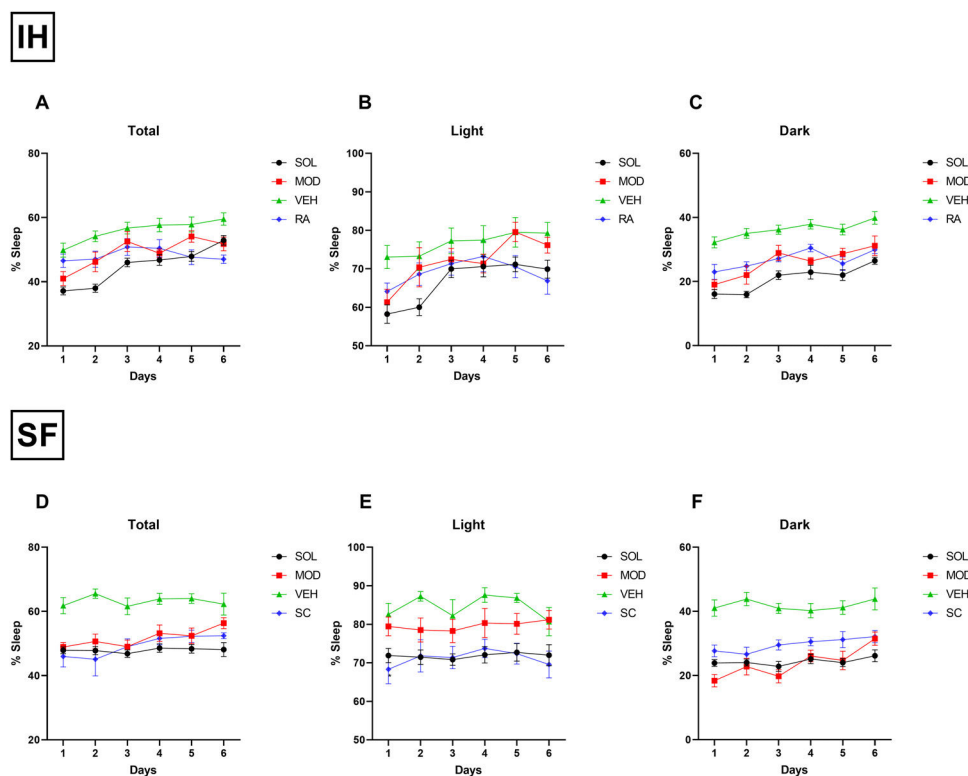 IH
A
Total
80
60
40
20
% Sleep
1 2 3 4 5 6
Days
SOL
MOD
VEH
RA
B
Light
100
90
80
70
60
50
% Sleep
1 2 3 4 5 6
Days
SOL
MOD
VEH
RA
C
Dark
60
40
20
0
% Sleep
1 2 3 4 5 6
Days
SOL
MOD
VEH
RA
SF
D
Total
80
60
40
20
% Sleep
1 2 3 4 5 6
Days
SOL
MOD
VEH
SC
E
Light
100
90
80
70
60
50
% Sleep
1 2 3 4 5 6
Days
SOL
MOD
VEH
SC
F
Dark
60
40
20
0
% Sleep
1 2 3 4 5 6
Days
SOL
MOD
VEH
SC